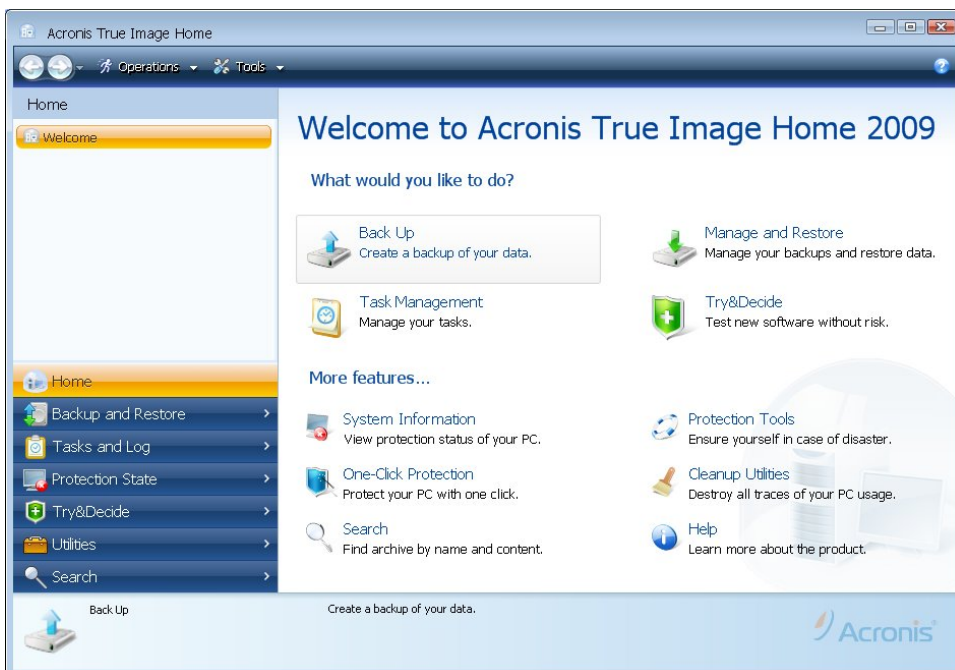 Acronis True Image Home
Operations
Tools
Home
Welcome
Home
Backup and Restore
Tasks and Log
Protection State
Try&Decide
Utilities
Search
Welcome to Acronis True Image Home 2009
What would you like to do?
Back Up
Create a backup of your data.
Manage and Restore
Manage your backups and restore data.
Task Management
Manage your tasks.
Try&Decide
Test new software without risk.
More features...
System Information
View protection status of your PC.
Protection Tools
Ensure yourself in case of disaster.
One-Click Protection
Protect your PC with one click.
Cleanup Utilities
Destroy all traces of your PC usage.
Search
Find archive by name and content.
Help
Learn more about the product.
Back Up
Create a backup of your data.
Acronis